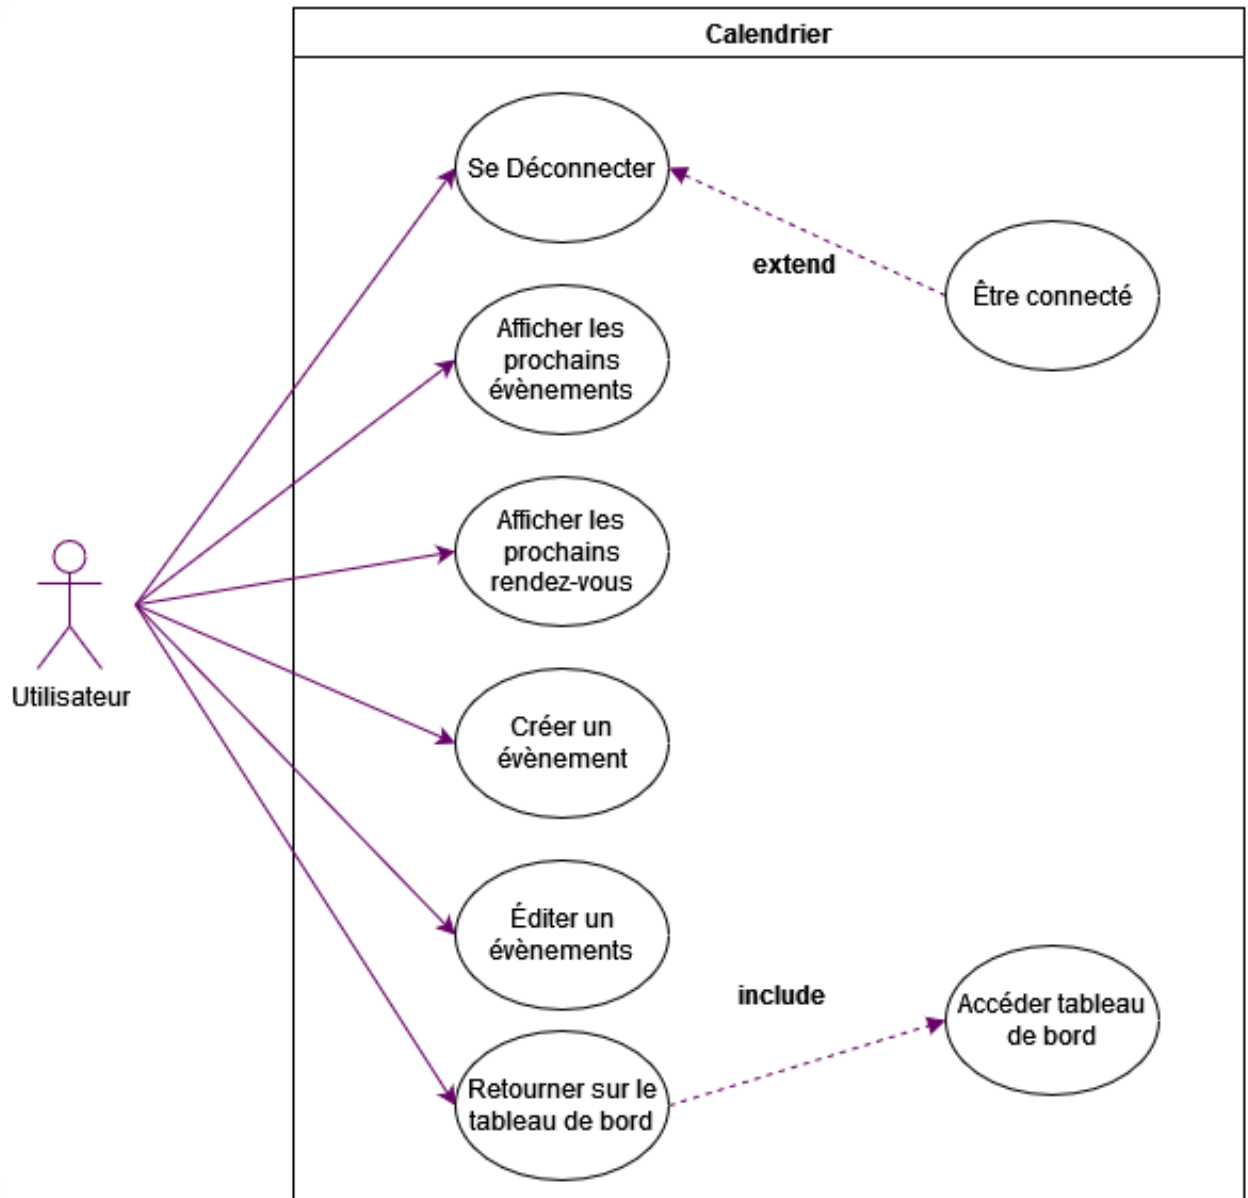 Calendrier
Se Déconnecter
extend
Être connecté
Afficher les
prochains
évènements
Afficher les
prochains
rendez-vous
Utilisateur
Créer un
évènement
Éditer un
évènements
include
Accéder tableau
de bord
Retourner sur le
tableau de bord